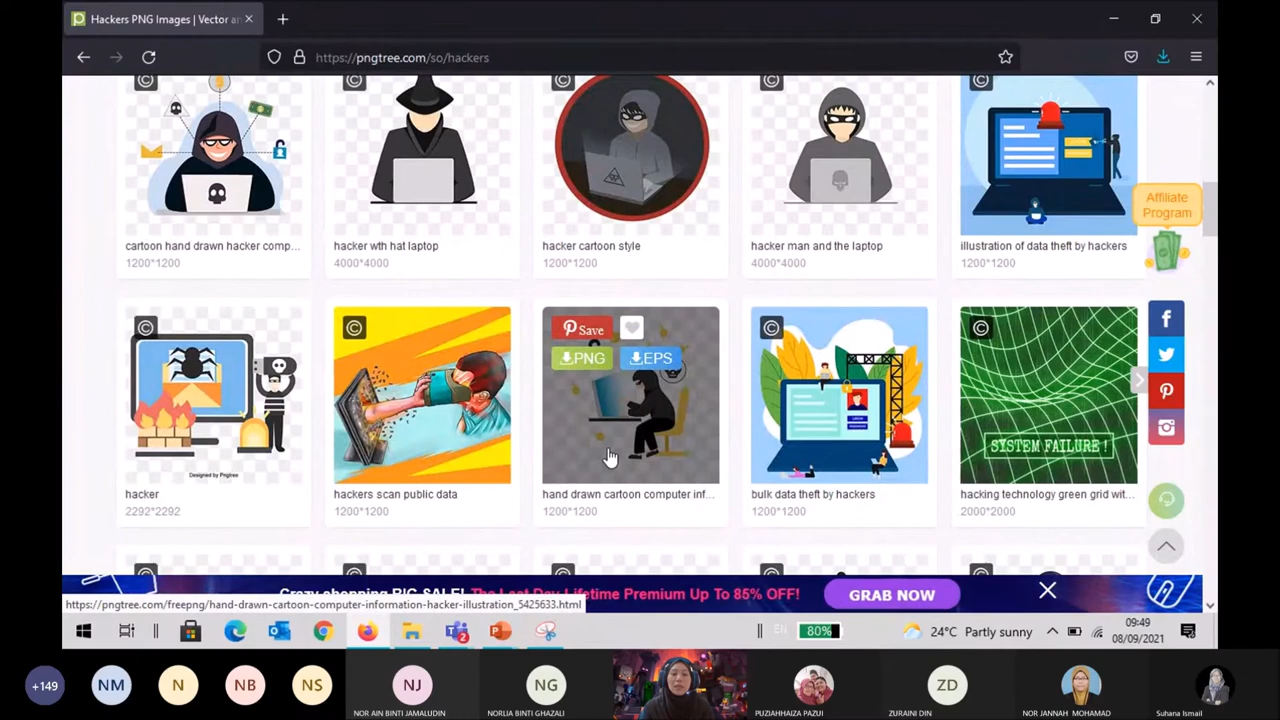 Hackers PNG Images | Vector an
https://pngtree.com/so/hackers
cartoon hand drawn hacker comp...
1200*1200
hacker wth hat laptop
4000*4000
hacker cartoon style
1200*1200
hacker man and the laptop
4000*4000
illustration of data theft by hackers
1200*1200
Affiliate
Program
Designed by Pngtree
hacker
2292*2292
hackers scan public data
1200*1200
Save
PNG
EPS
hand drawn cartoon computer inf...
1200*1200
bulk data theft by hackers
1200*1200
SYSTEM FAILURE !
hacking technology green grid wit...
2000*2000
Crazy shopping BIG SALE! The Last Day, Lifetime Premium Up To 85% OFF!
GRAB NOW
https://pngtree.com/freepng/hand-drawn-cartoon-computer-information-hacker-illustration_5425633.html
EN
80%
24°C Partly sunny
09:49
08/09/2021
+149
NM
N
NB
NS
NJ
NOR AIN BINTI JAMALUDIN
NG
NORLIA BINTI GHAZALI
PUZIAHHAIZA PAZUI
ZD
ZURAINI DIN
NOR JANNAH MOHAMAD
Suhana Ismail